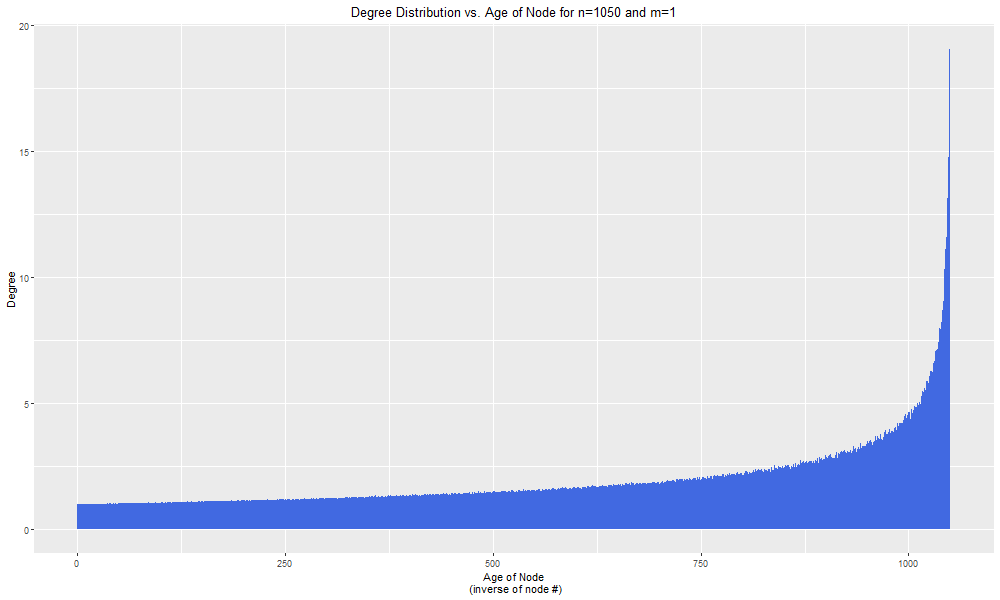 Degree Distribution vs. Age of Node for n=1050 and m=1
20
15
10
5
0
Degree
0 250 500 750 1000
Age of Node
(inverse of node #)